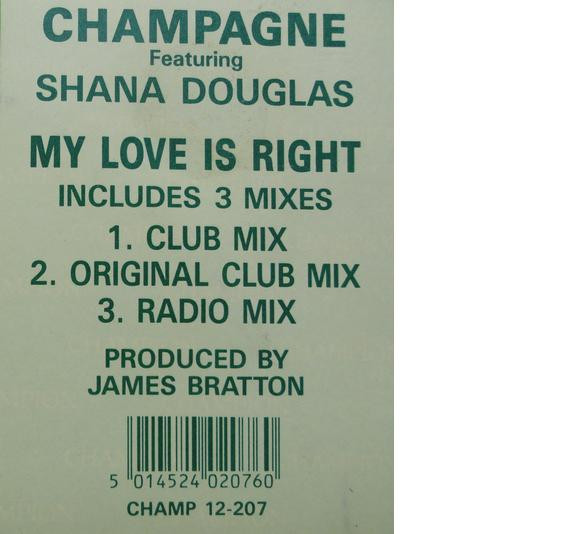 CHAMPAGNE
Featuring
SHANA DOUGLAS
MY LOVE IS RIGHT
INCLUDES 3 MIXES
1. CLUB MIX
2. ORIGINAL CLUB MIX
3. RADIO MIX
PRODUCED BY
JAMES BRATTON
5 014524 020760
CHAMP 12-207